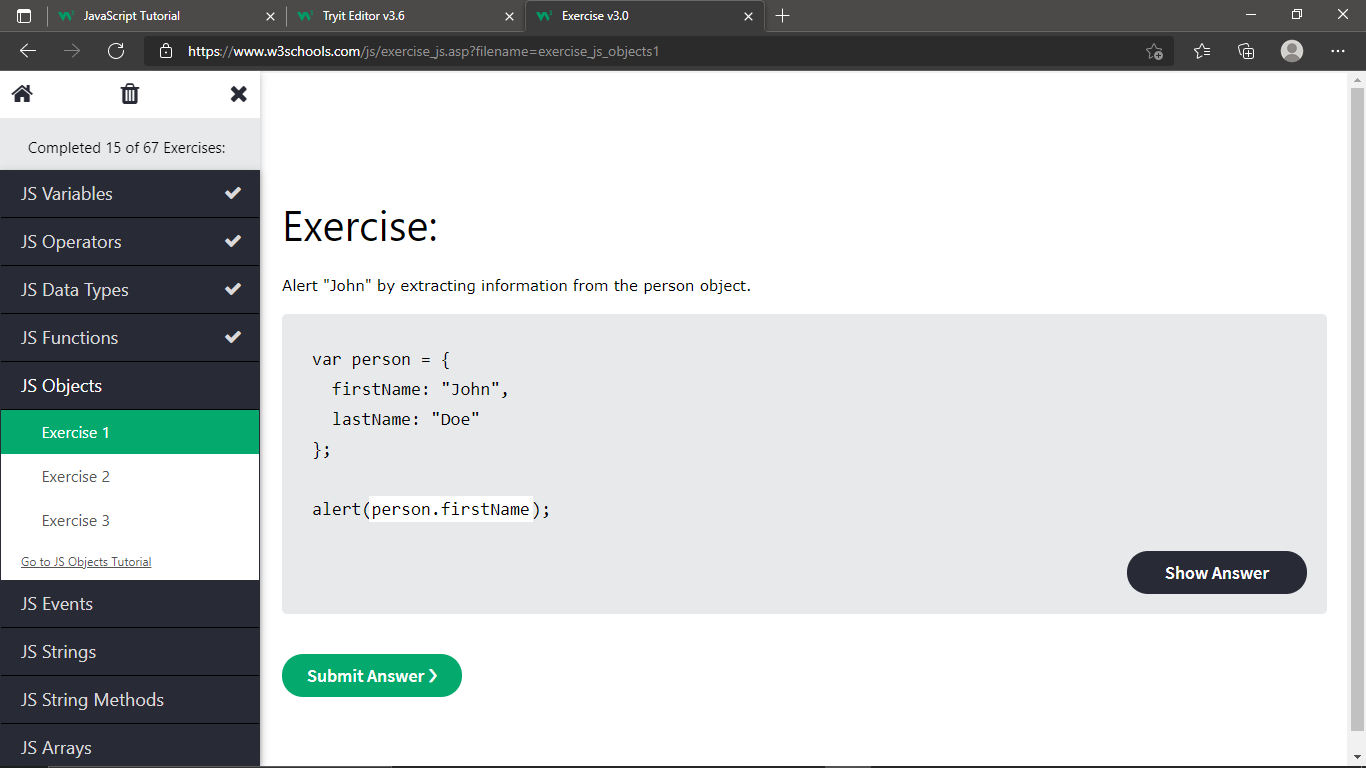 JavaScript Tutorial
Tryit Editor v3.6
Exercise v3.0
https://www.w3schools.com/js/exercise_js.asp?filename=exercise_js_objects1
Completed 15 of 67 Exercises:
JS Variables
JS Operators
JS Data Types
JS Functions
JS Objects
Exercise 1
Exercise 2
Exercise 3
Go to JS Objects Tutorial
JS Events
JS Strings
JS String Methods
JS Arrays
Exercise:
Alert "John" by extracting information from the person object.
var person = {
  firstName: "John",
  lastName: "Doe"
};
alert(person.firstName);
Show Answer
Submit Answer ❯